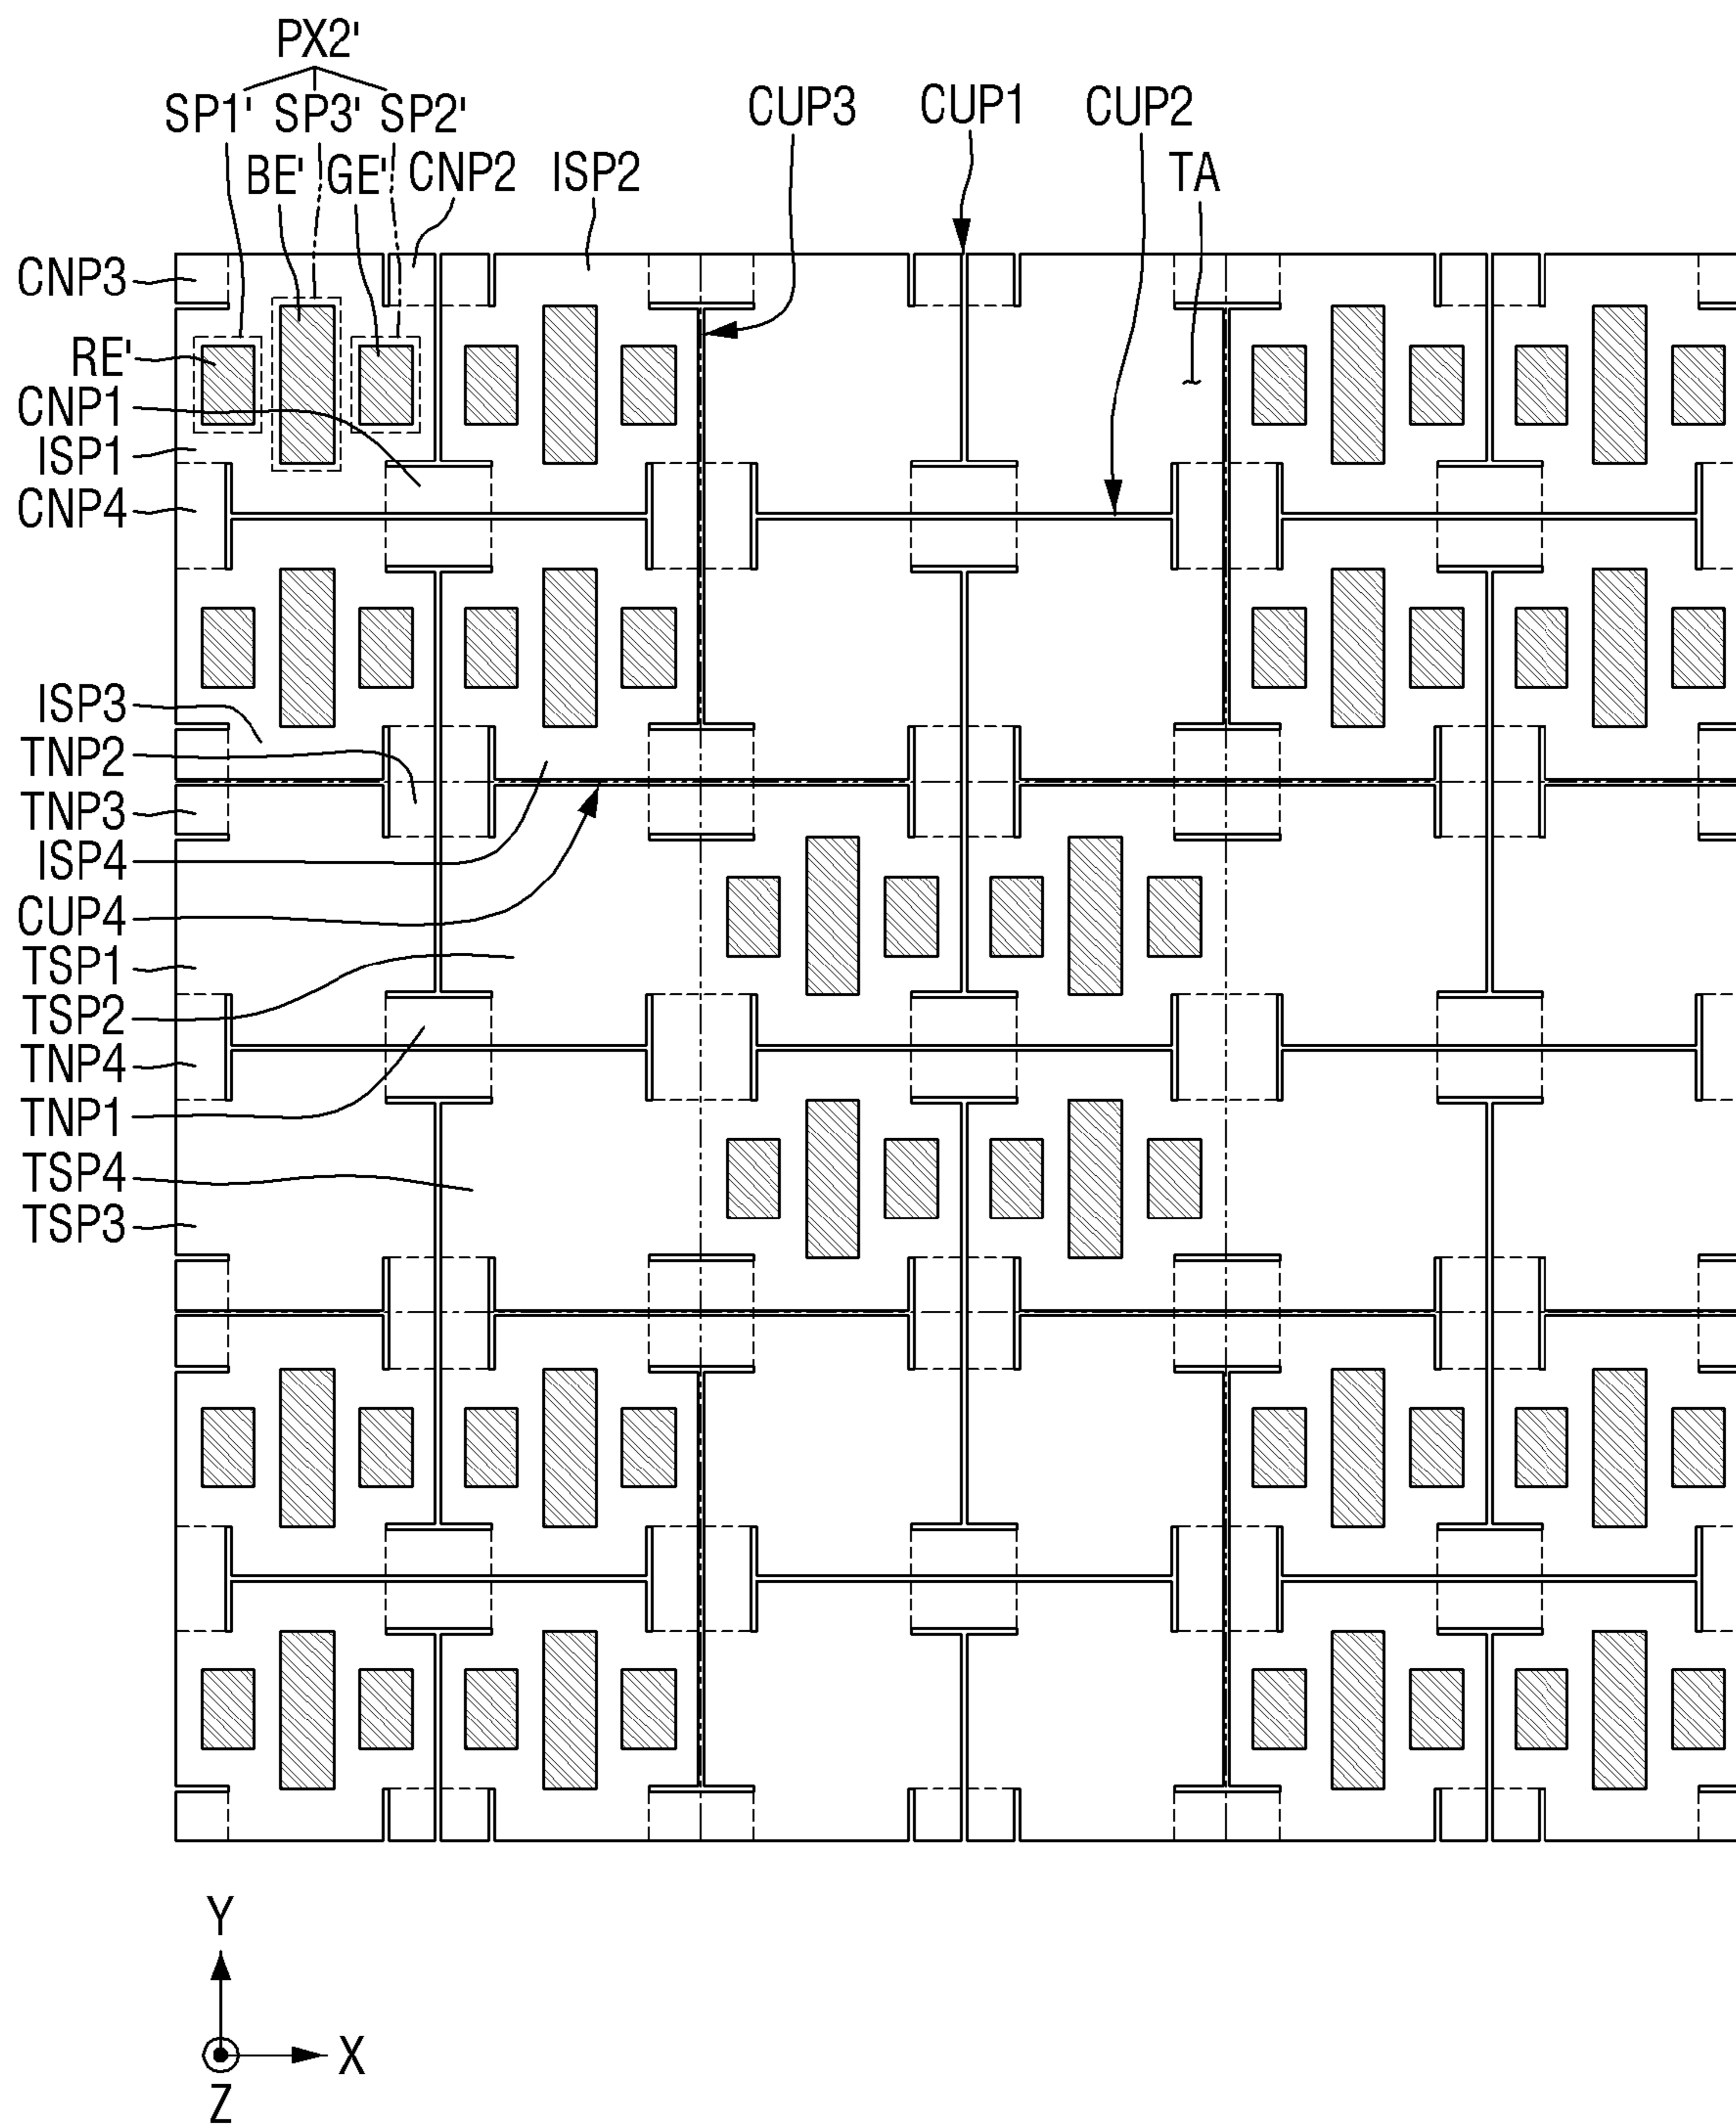 PX2'
SP1' SP3' SP2'
CUP3 CUP1 CUP2
BE' GE' CNP2 ISP2 TA
CNP3
RE'
CNP1
ISP1
CNP4
ISP3
TNP2
TNP3
ISP4
CUP4
TSP1
TSP2
TNP4
TNP1
TSP4
TSP3
Y
X
Z